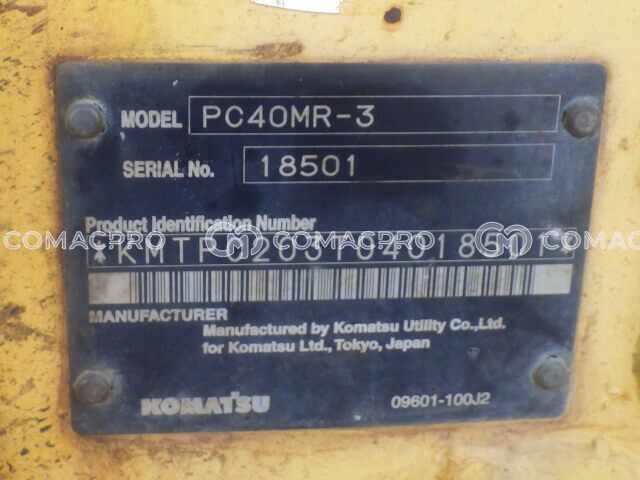 MODEL PC40MR-3
SERIAL No. 18501
Product Identification Number
COMACPRO COMACPRO COMACPRO
MANUFACTURER
Manufactured by Komatsu Utility Co.,Ltd.
for Komatsu Ltd., Tokyo, Japan
KOMATSU 09601-100J2